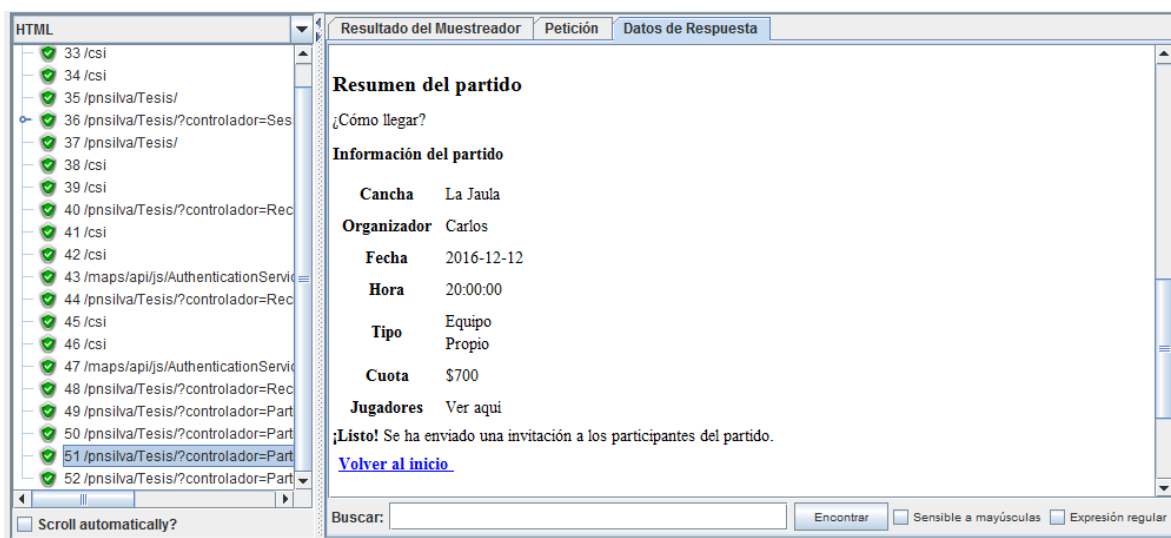 HTML
33 /csi
34 /csi
35 /pnsilva/Tesis/
36 /pnsilva/Tesis/?controlador=Ses
37 /pnsilva/Tesis/
38 /csi
39 /csi
40 /pnsilva/Tesis/?controlador=Rec
41 /csi
42 /csi
43 /maps/api/js/AuthenticationServic
44 /pnsilva/Tesis/?controlador=Rec
45 /csi
46 /csi
47 /maps/api/js/AuthenticationServic
48 /pnsilva/Tesis/?controlador=Rec
49 /pnsilva/Tesis/?controlador=Part
50 /pnsilva/Tesis/?controlador=Part
51 /pnsilva/Tesis/?controlador=Part
52 /pnsilva/Tesis/?controlador=Part
Scroll automatically?
Resultado del Muestreador Petición Datos de Respuesta
Resumen del partido
¿Cómo llegar?
Información del partido
Cancha La Jaula
Organizador Carlos
Fecha 2016-12-12
Hora 20:00:00
Tipo Equipo
Propio
Cuota $700
Jugadores Ver aqui
¡Listo! Se ha enviado una invitación a los participantes del partido.
Volver al inicio
Buscar: Encontrar Sensible a mayúsculas Expresión regular